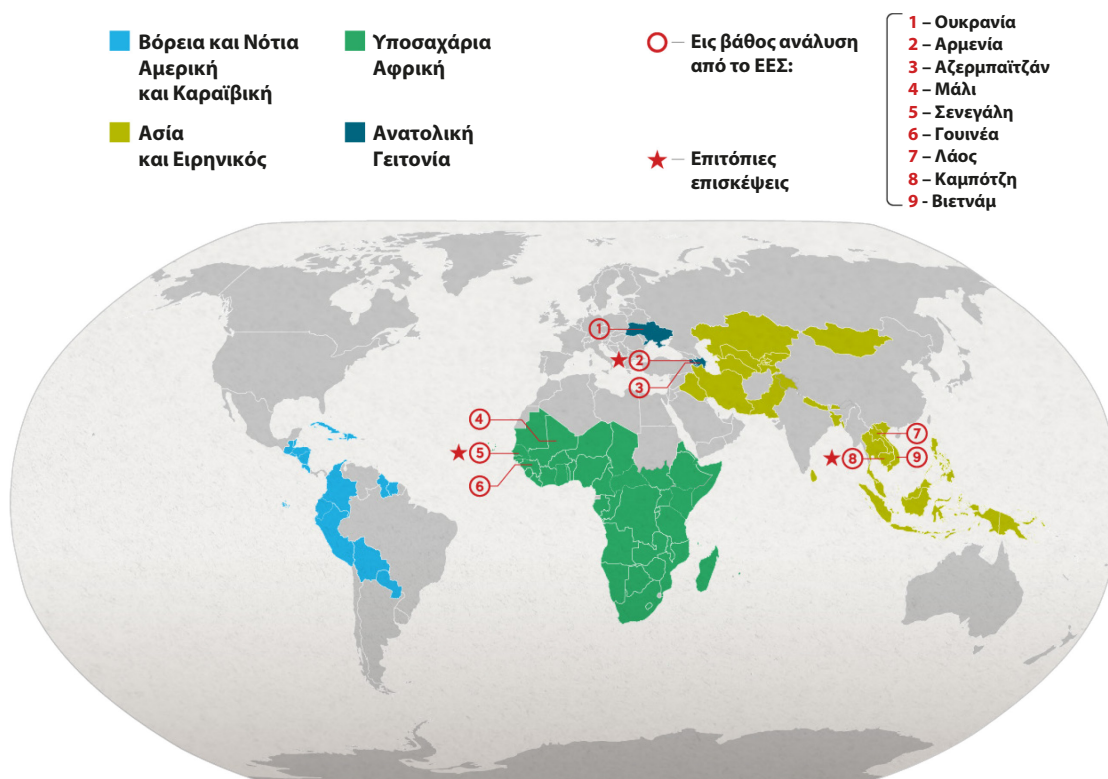 Βόρεια και Νότια
Αμερική
και Καραϊβική
Ασία
και Ειρηνικός
Υποσαχάρια
Αφρική
Ανατολική
Γειτονία
Εις βάθος ανάλυση
από το ΕΕΣ:
Επιτόπιες
επισκέψεις
1 – Ουκρανία
2 – Αρμενία
3 – Αζερμπαϊτζάν
4 – Μάλι
5 – Σενεγάλη
6 – Γουινέα
7 – Λάος
8 – Καμπότζη
9 - Βιετνάμ
1
2
3
4
5
6
7
8
9